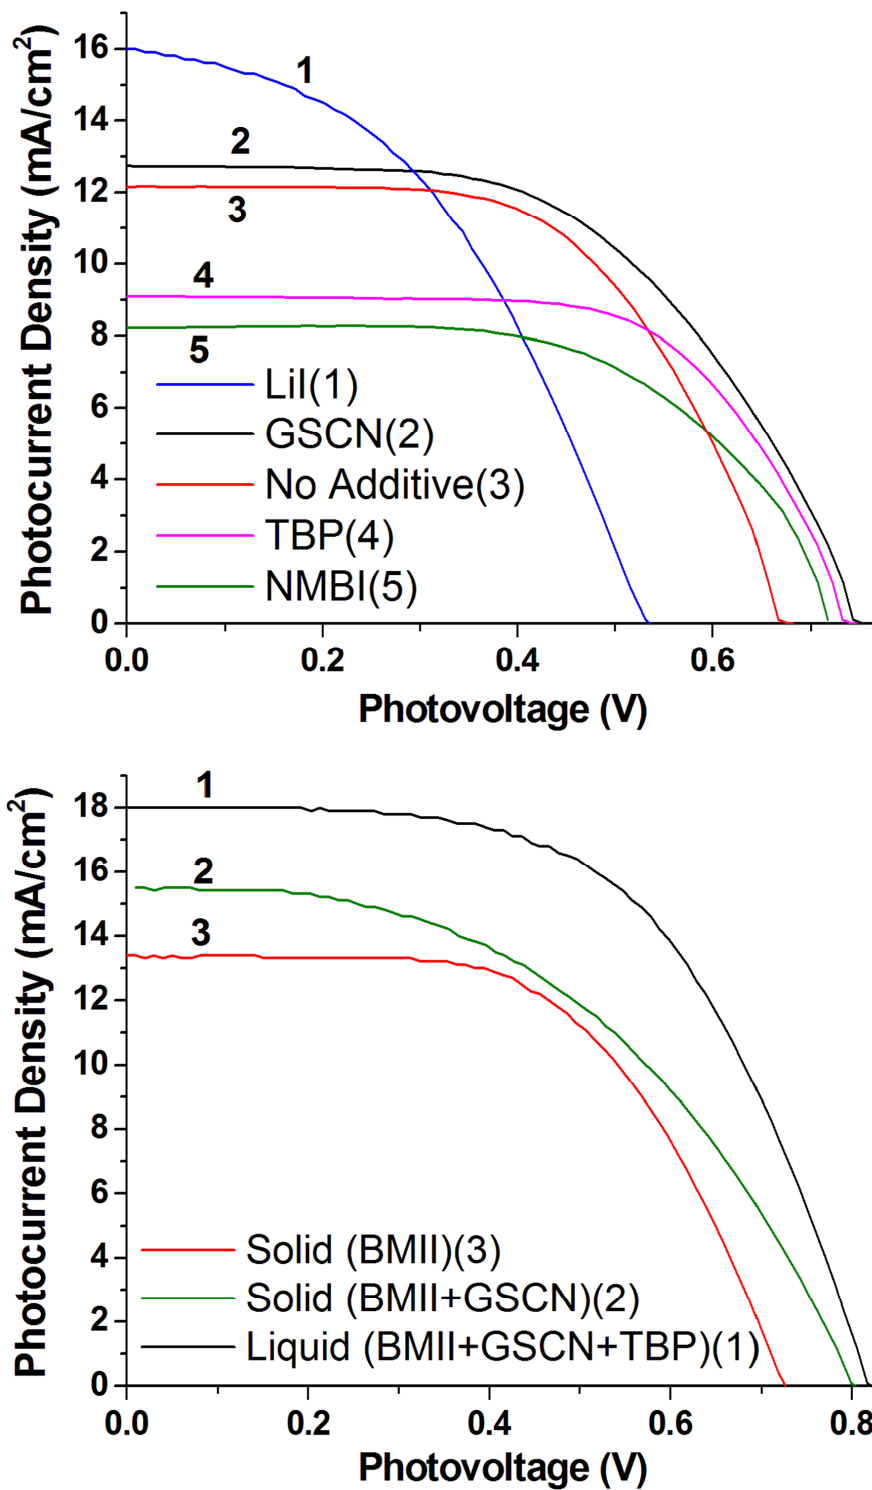 Photocurrent Density (mA/cm²)
16
14
12
10
8
6
4
2
0
1
2
3
4
5
LiI(1)
GSCN(2)
No Additive(3)
TBP(4)
NMBI(5)
0.0 0.2 0.4 0.6
Photovoltage (V)
Photocurrent Density (mA/cm²)
18
16
14
12
10
8
6
4
2
0
1
2
3
Solid (BMII)(3)
Solid (BMII+GSCN)(2)
Liquid (BMII+GSCN+TBP)(1)
0.0 0.2 0.4 0.6 0.8
Photovoltage (V)